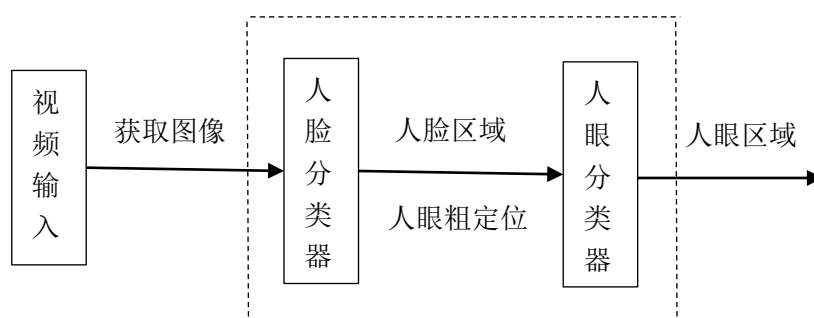 视频输入
获取图像
人脸分类器
人脸区域
人眼粗定位
人眼分类器
人眼区域